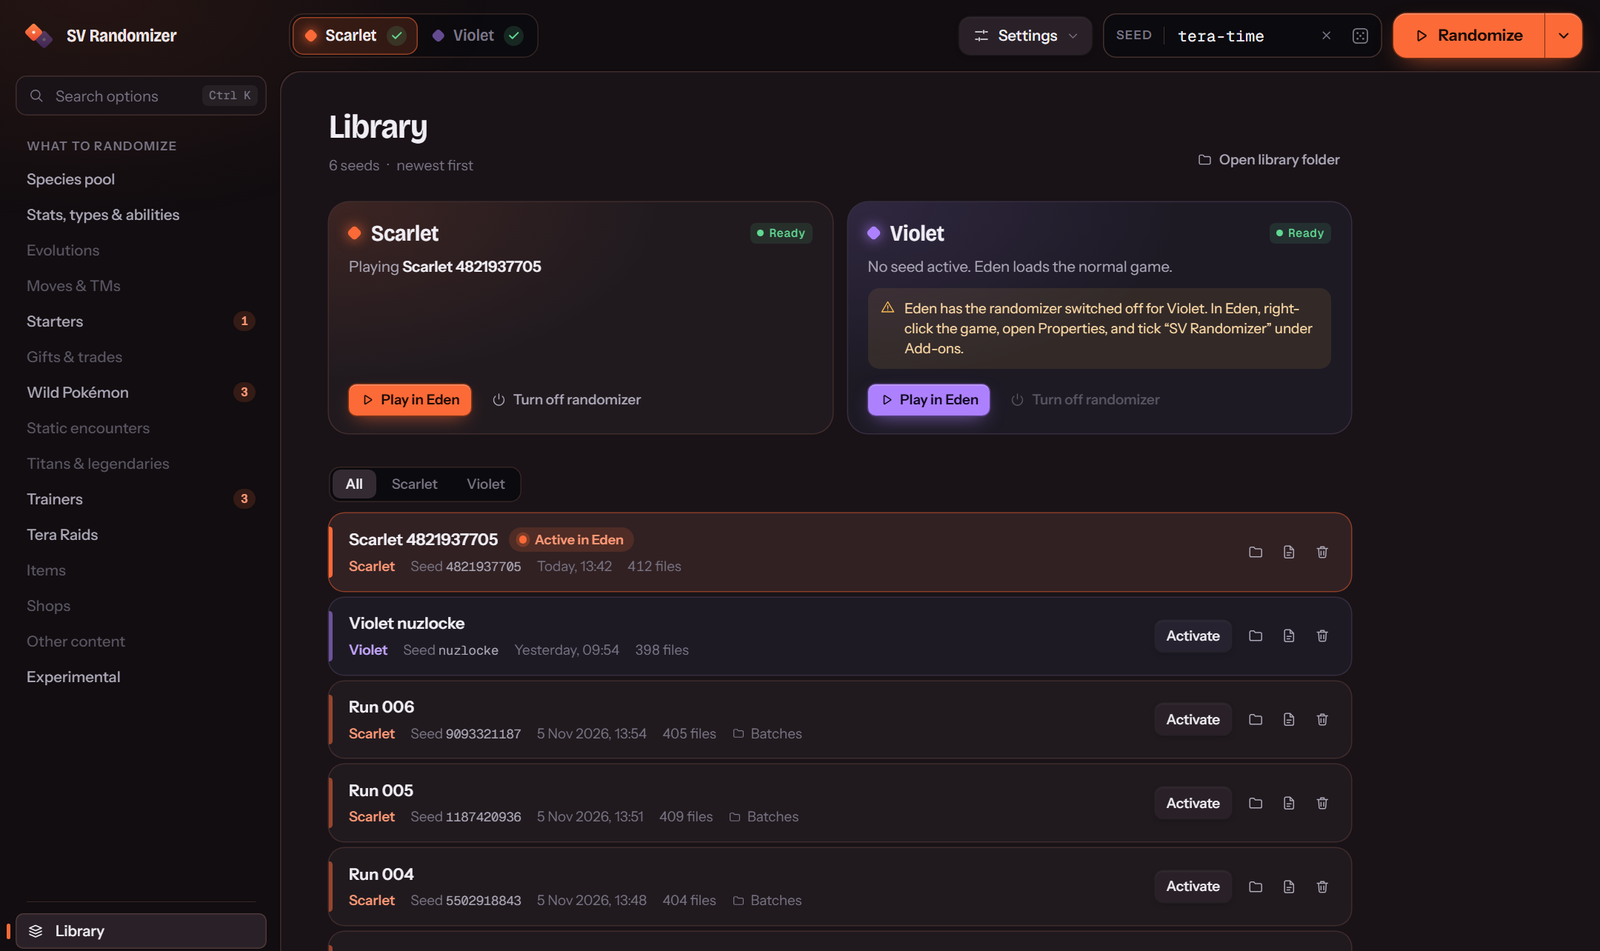 SV Randomizer
Scarlet
Violet
Settings
SEED tera-time
Randomize
Search options Ctrl K
WHAT TO RANDOMIZE
Species pool
Stats, types & abilities
Evolutions
Moves & TMs
Starters 1
Gifts & trades
Wild Pokémon 3
Static encounters
Titans & legendaries
Trainers 3
Tera Raids
Items
Shops
Other content
Experimental
Library
Library
6 seeds · newest first
Open library folder
Scarlet Ready
Playing Scarlet 4821937705
Play in Eden Turn off randomizer
Violet Ready
No seed active. Eden loads the normal game.
Eden has the randomizer switched off for Violet. In Eden, right-
click the game, open Properties, and tick “SV Randomizer” under
Add-ons.
Play in Eden Turn off randomizer
All Scarlet Violet
Scarlet 4821937705 Active in Eden
Scarlet Seed 4821937705 Today, 13:42 412 files
Violet nuzlocke
Violet Seed nuzlocke Yesterday, 09:54 398 files
Activate
Run 006
Scarlet Seed 9093321187 5 Nov 2026, 13:54 405 files Batches
Activate
Run 005
Scarlet Seed 1187420936 5 Nov 2026, 13:51 409 files Batches
Activate
Run 004
Scarlet Seed 5502918843 5 Nov 2026, 13:48 404 files Batches
Activate